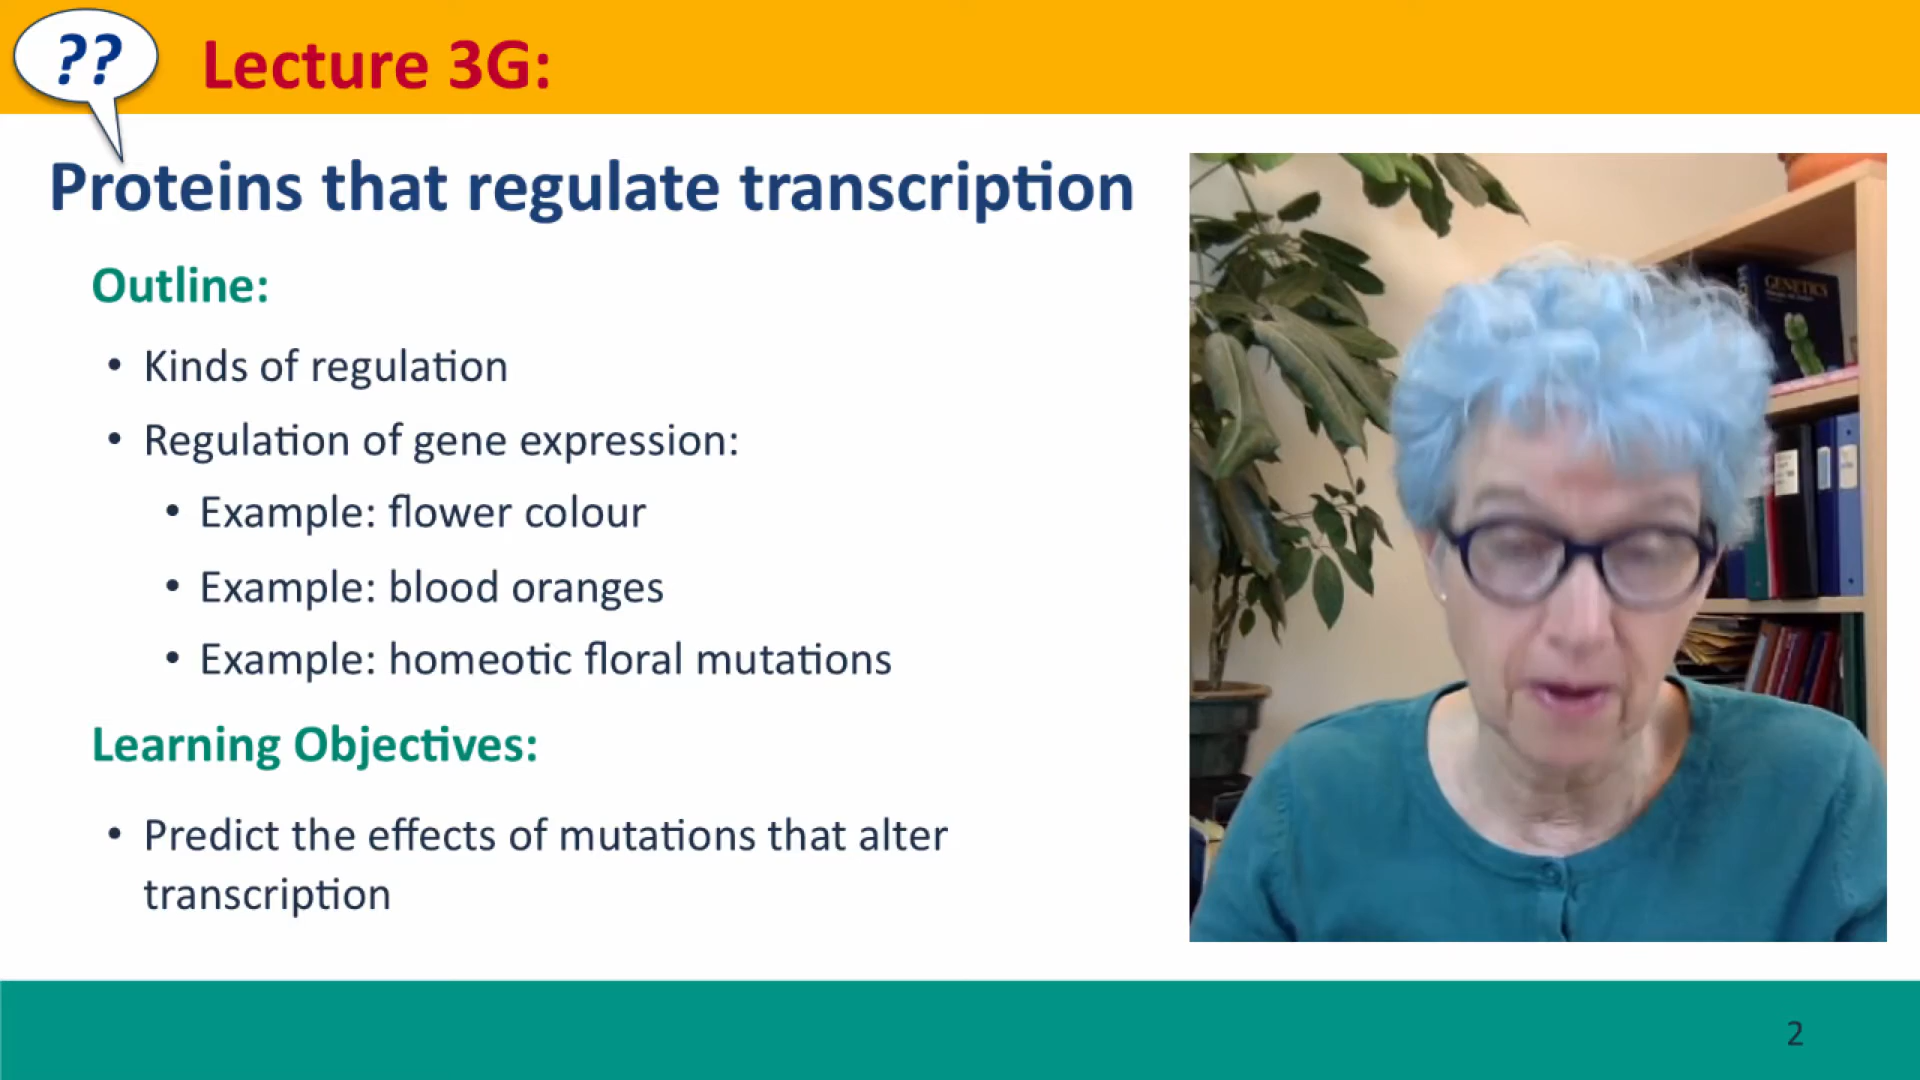 ??
Lecture 3G:
Proteins that regulate transcription
Outline:
• Kinds of regulation
• Regulation of gene expression:
• Example: flower colour
• Example: blood oranges
• Example: homeotic floral mutations
Learning Objectives:
• Predict the effects of mutations that alter
transcription
GENETICS
2